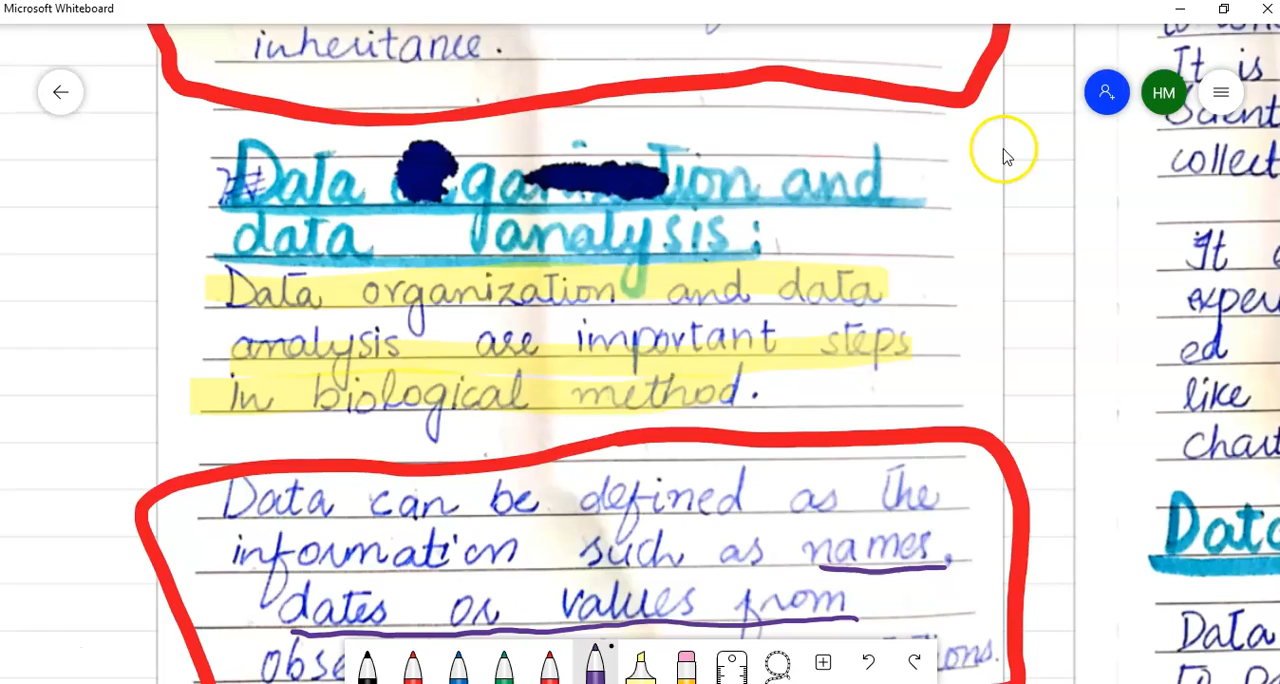 Microsoft Whiteboard
inheritance.
HM
Data and
data analysis:
Data organization and data
analysis are important steps
in biological method.
Data can be defined as the
information such as names,
dates or values from
It is
collect
It
exper
ed
like
Chart
Data
Data